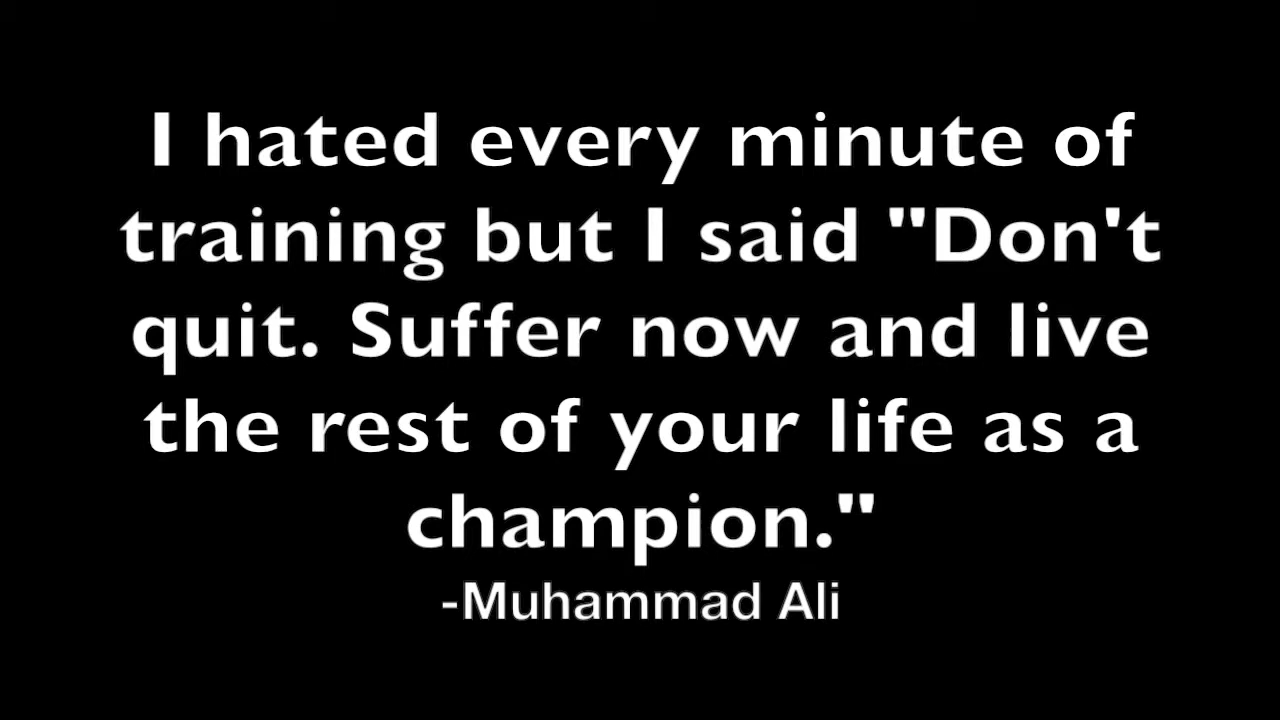 I hated every minute of
training but I said "Don't
quit. Suffer now and live
the rest of your life as a
champion."
-Muhammad Ali